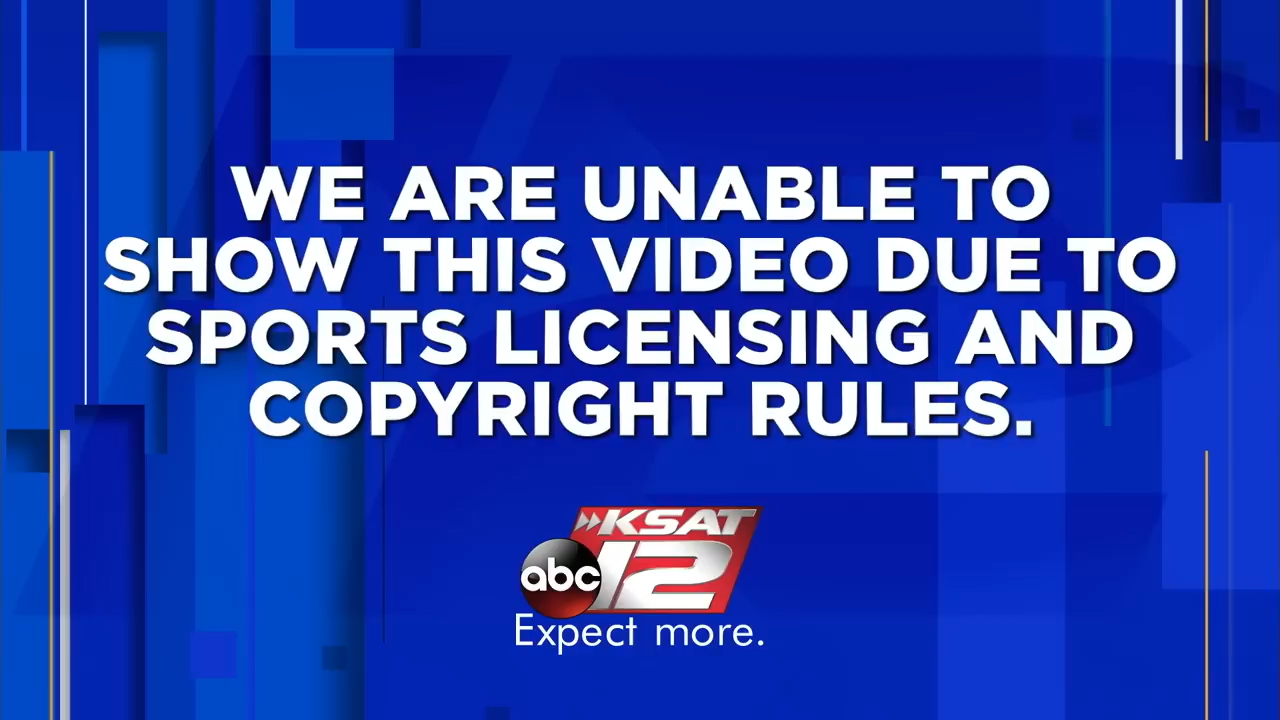 WE ARE UNABLE TO
SHOW THIS VIDEO DUE TO
SPORTS LICENSING AND
COPYRIGHT RULES.
KSAT
abc 12
Expect more.